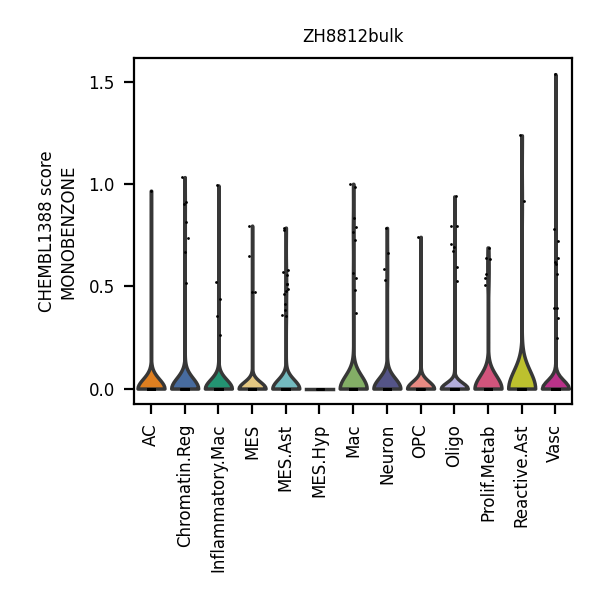 ZH8812bulk
CHEMBL1388 score
MONOBENZONE
1.5
1.0
0.5
0.0
AC
Chromatin.Reg
Inflammatory.Mac
MES
MES.Ast
MES.Hyp
Mac
Neuron
OPC
Oligo
Prolif.Metab
Reactive.Ast
Vasc